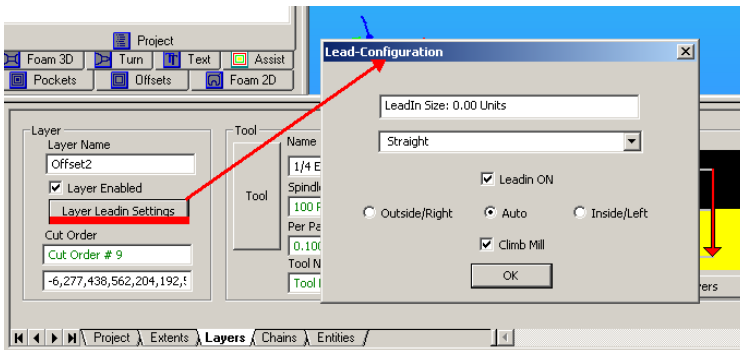 Project
Foam 3D
Turn
Text
Assist
Pockets
Offsets
Foam 2D
Layer
Layer Name
Offset2
Layer Enabled
Layer Leadin Settings
Cut Order
Cut Order # 9
-6,277,438,562,204,192,
Tool
Tool
Name
1/4
Spindl
100
Per Pa
0.100
Tool N
Tool
Lead-Configuration
LeadIn Size: 0.00 Units
Straight
Leadin ON
Outside/Right
Auto
Inside/Left
Climb Mill
OK
ers
Project
Extents
Layers
Chains
Entities